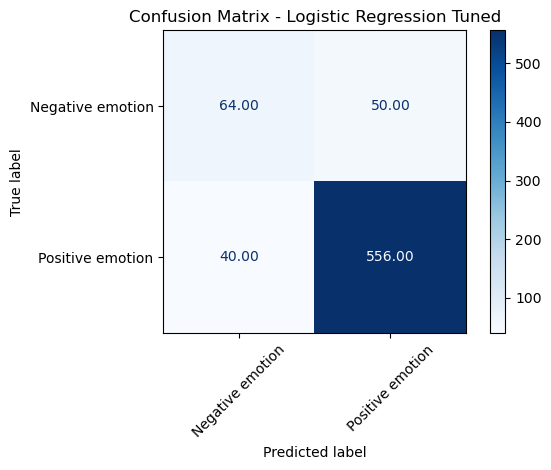 Confusion Matrix - Logistic Regression Tuned
True label
Negative emotion
64.00
50.00
Positive emotion
40.00
556.00
Negative emotion
Positive emotion
Predicted label
500
400
300
200
100